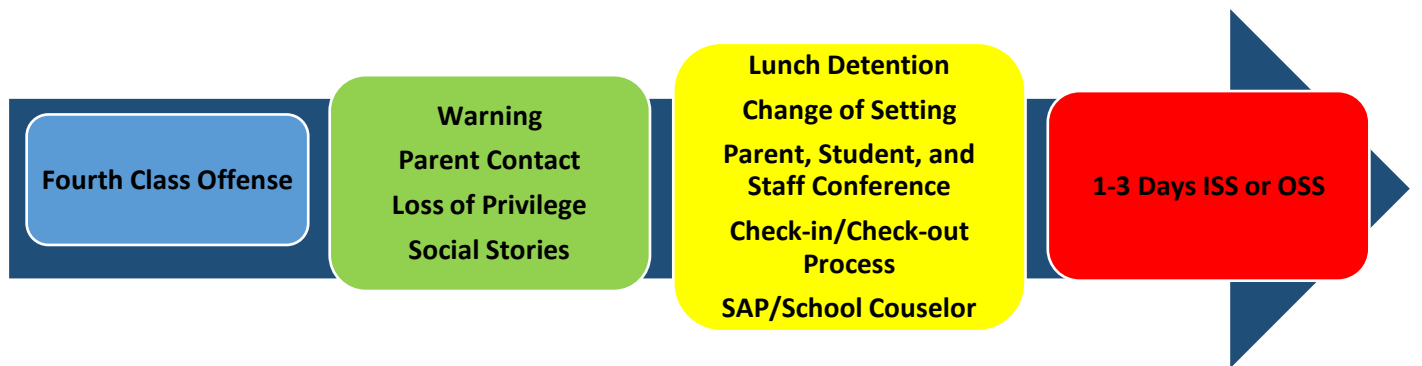 Fourth Class Offense
Warning
Parent Contact
Loss of Privilege
Social Stories
Lunch Detention
Change of Setting
Parent, Student, and
Staff Conference
Check-in/Check-out
Process
SAP/School Couselor
1-3 Days ISS or OSS